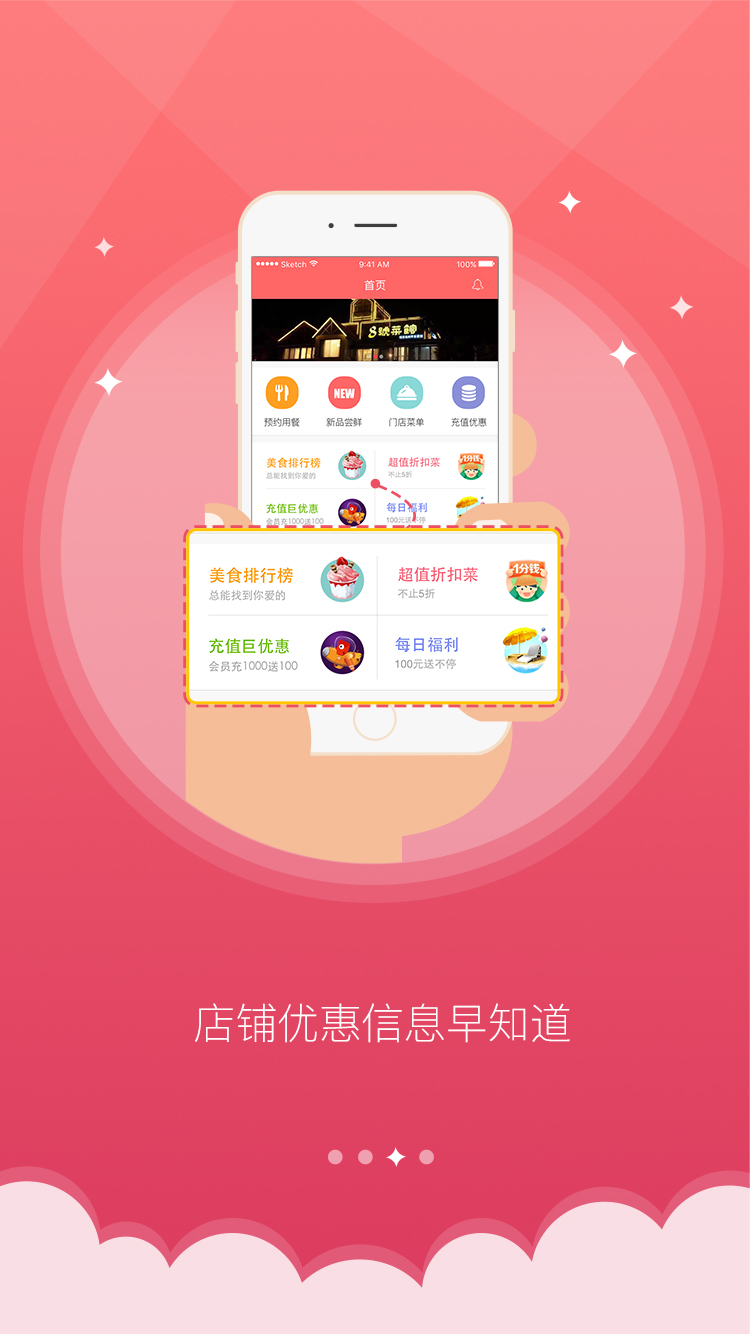 Sketch 9:41 AM 100%
首页
8號菜館
NEW
预约用餐 新品尝鲜 门店菜单 充值优惠
美食排行榜 超值折扣菜 1分钱
总能找到你爱的 不止5折
充值巨优惠 每日福利
会员充1000送100 100元送不停
美食排行榜 超值折扣菜 1分钱
总能找到你爱的 不止5折
充值巨优惠 每日福利
会员充1000送100 100元送不停
店铺优惠信息早知道